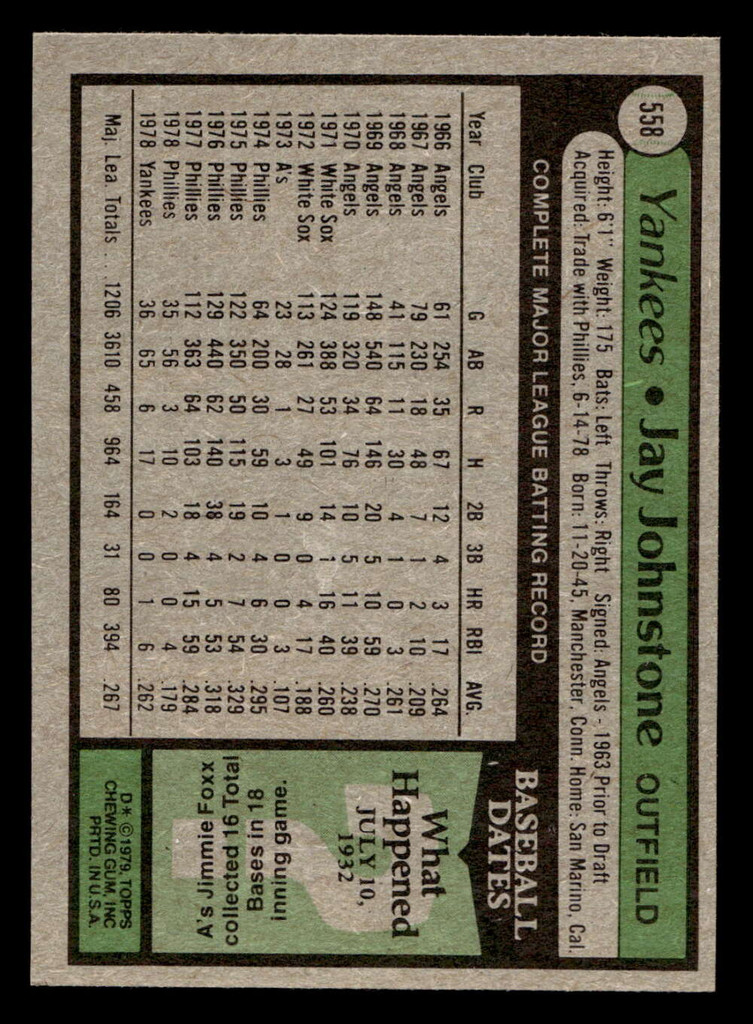 558
Yankees • Jay Johnstone OUTFIELD
Height: 6'1" Weight: 175 Bats: Left Throws: Right Signed: Angels - 1963 Prior to Draft
Acquired: Trade with Phillies, 6-14-78 Born: 11-20-45, Manchester, Conn. Home: San Marino, Cal.
COMPLETE MAJOR LEAGUE BATTING RECORD
Year Club G AB R H 2B 3B HR RBI AVG.
1966 Angels 61 254 35 67 12 4 3 17 .264
1967 Angels 79 230 18 48 7 1 2 10 .209
1968 Angels 41 115 11 30 4 1 0 3 .261
1969 Angels 148 540 64 146 20 5 10 59 .270
1970 Angels 119 320 34 76 10 5 11 39 .238
1971 White Sox 124 388 53 101 14 1 16 40 .260
1972 White Sox 113 261 27 49 9 0 4 17 .188
1973 A's 23 28 1 3 1 0 0 3 .107
1974 Phillies 64 200 30 59 10 4 6 30 .295
1975 Phillies 122 350 50 115 19 2 7 54 .329
1976 Phillies 129 440 62 140 38 4 5 53 .318
1977 Phillies 112 363 64 103 18 4 15 59 .284
1978 Phillies 35 56 3 10 2 0 0 4 .179
1978 Yankees 36 65 6 17 0 0 1 6 .262
Maj. Lea Totals . . 1206 3610 458 964 164 31 80 394 .267
BASEBALL
DATES
What
Happened
JULY 10,
1932
?
A's Jimmie Foxx
collected 16 Total
Bases in 18
inning game.
D* © 1979, TOPPS
CHEWING GUM, INC
PRTD. IN U.S.A.